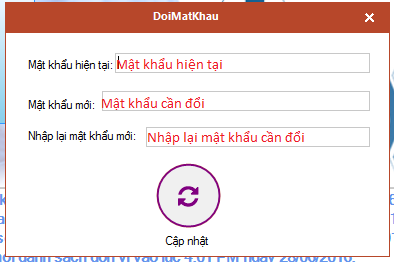 DoiMatKhau
Mật khẩu hiện tại: Mật khẩu hiện tại
Mật khẩu mới: Mật khẩu cần đổi
Nhập lại mật khẩu mới: Nhập lại mật khẩu cần đổi
Cập nhật
danh sách đơn vị vào lúc 4:01 PM ngày 28/06/2016.